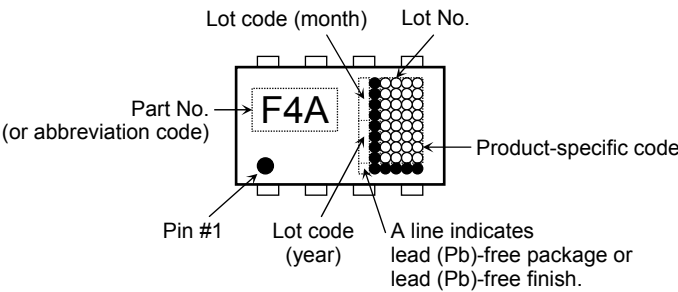 Lot code (month)
Lot No.
Part No.
(or abbreviation code)
F4A
Product-specific code
Pin #1
Lot code
(year)
A line indicates
lead (Pb)-free package or
lead (Pb)-free finish.